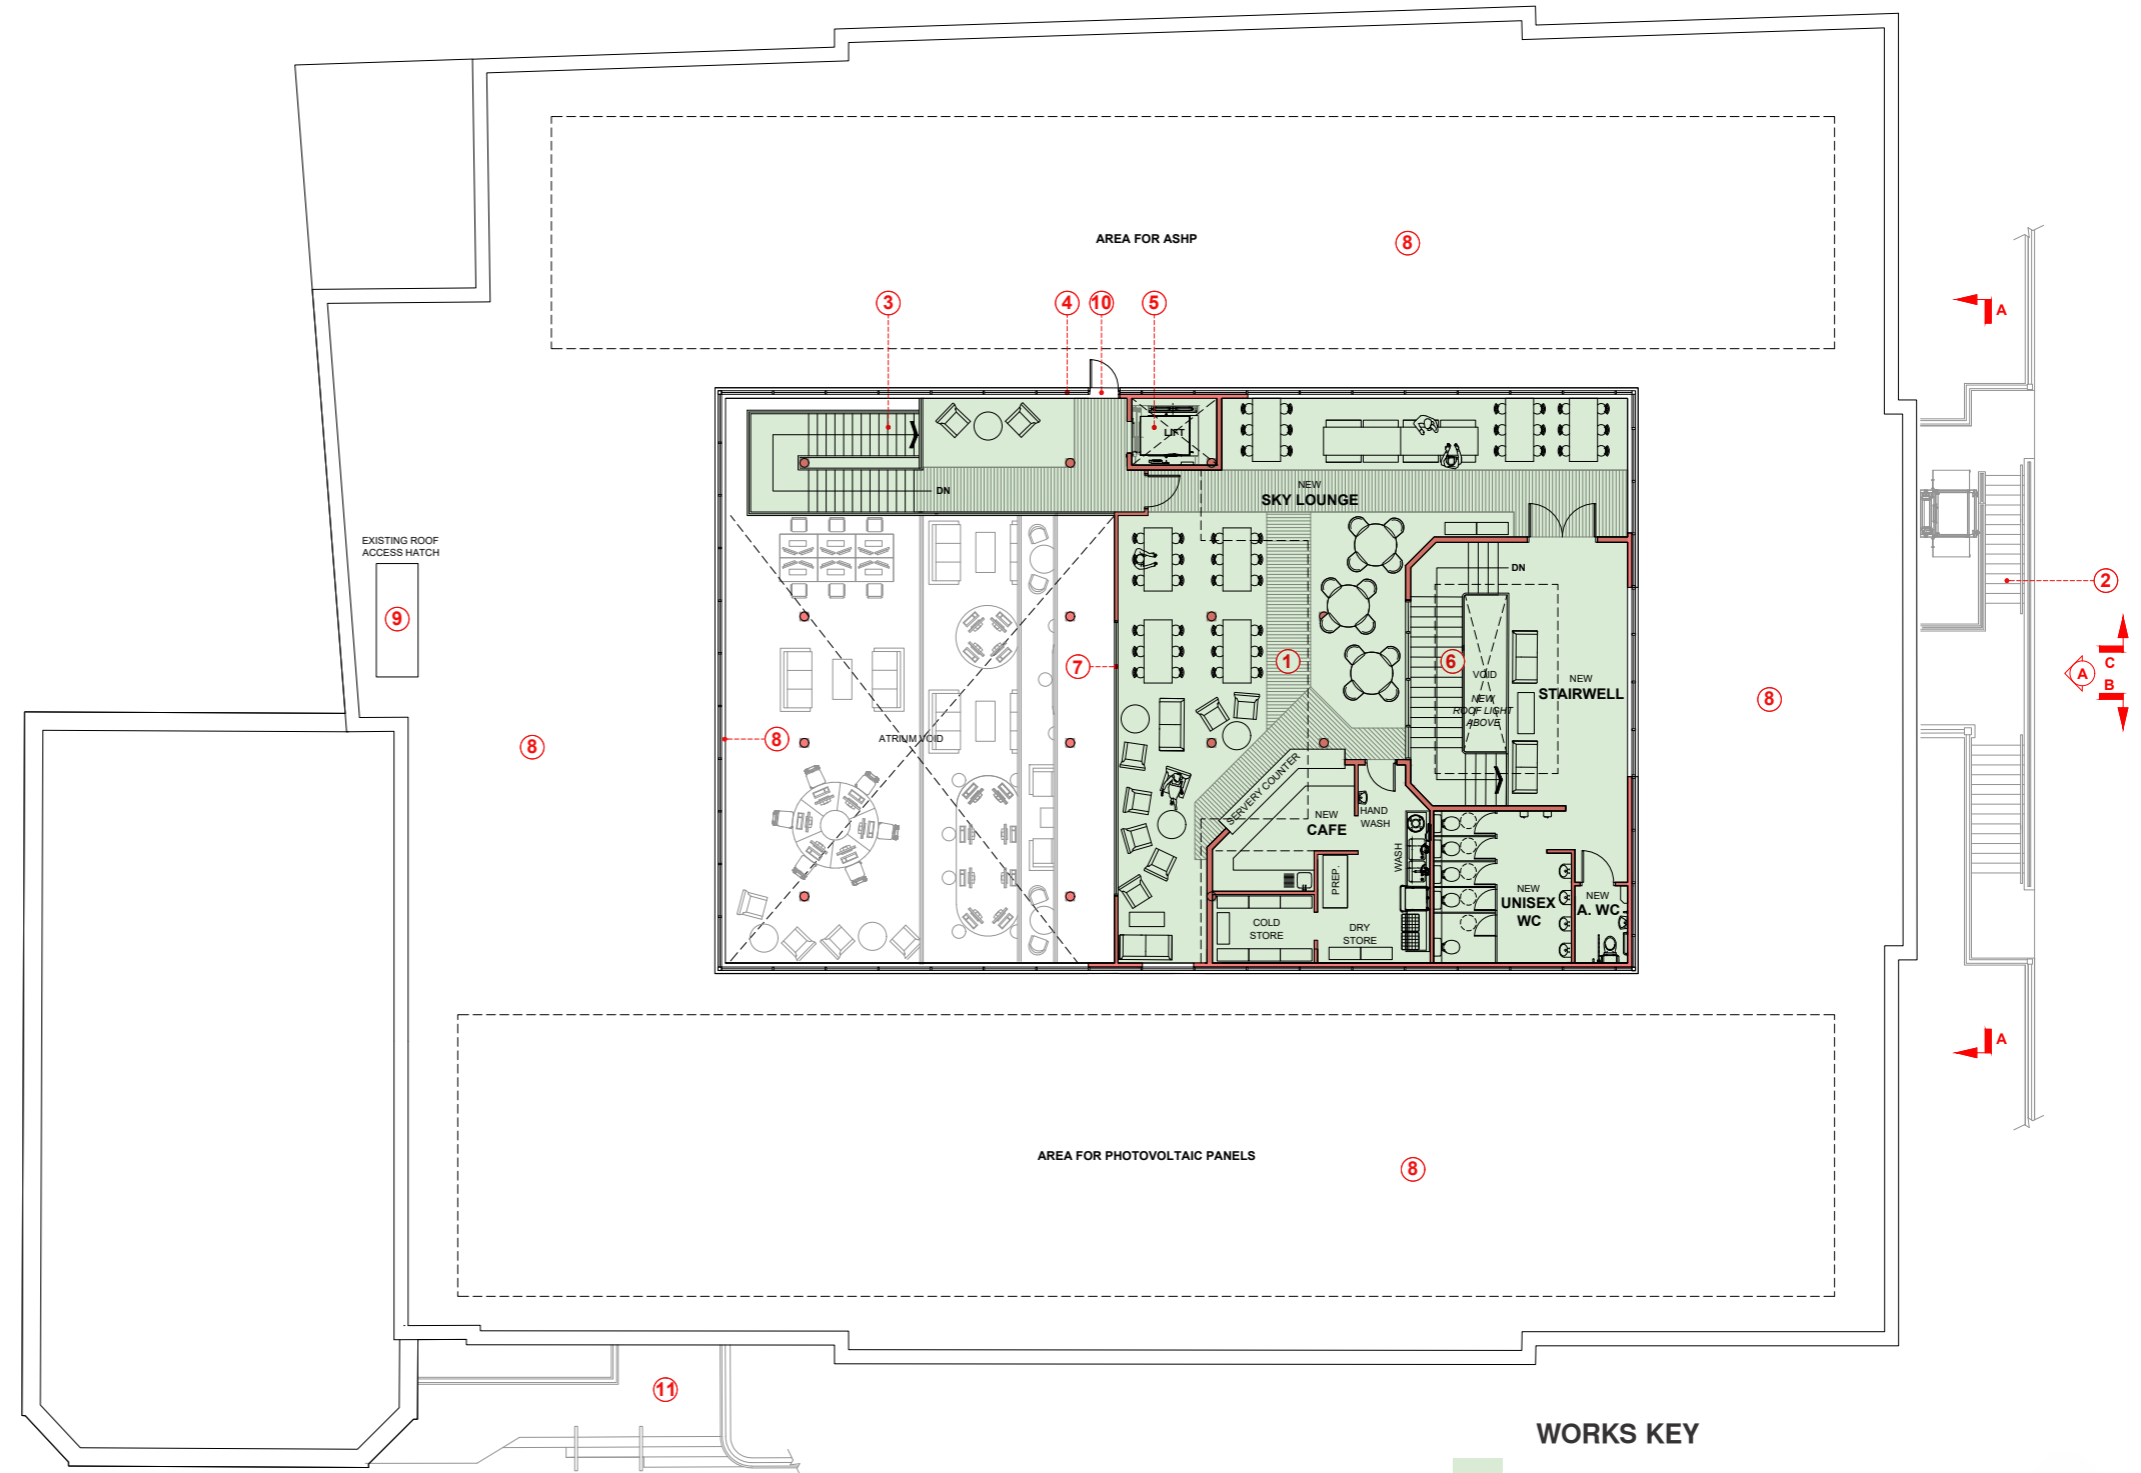 AREA FOR ASHP
8
3
4
10
5
A
LIFT
DN
NEW
SKY LOUNGE
EXISTING ROOF
ACCESS HATCH
9
DN
2
7
1
6
C
A
B
VOID
NEW
ROOF LIGHT
ABOVE
NEW
STAIRWELL
8
8
8
ATRIUM VOID
SERVERY COUNTER
NEW
CAFE
HAND
WASH
WASH
PREP.
NEW
UNISEX
WC
NEW
A. WC
COLD
STORE
DRY
STORE
A
AREA FOR PHOTOVOLTAIC PANELS
8
11
WORKS KEY